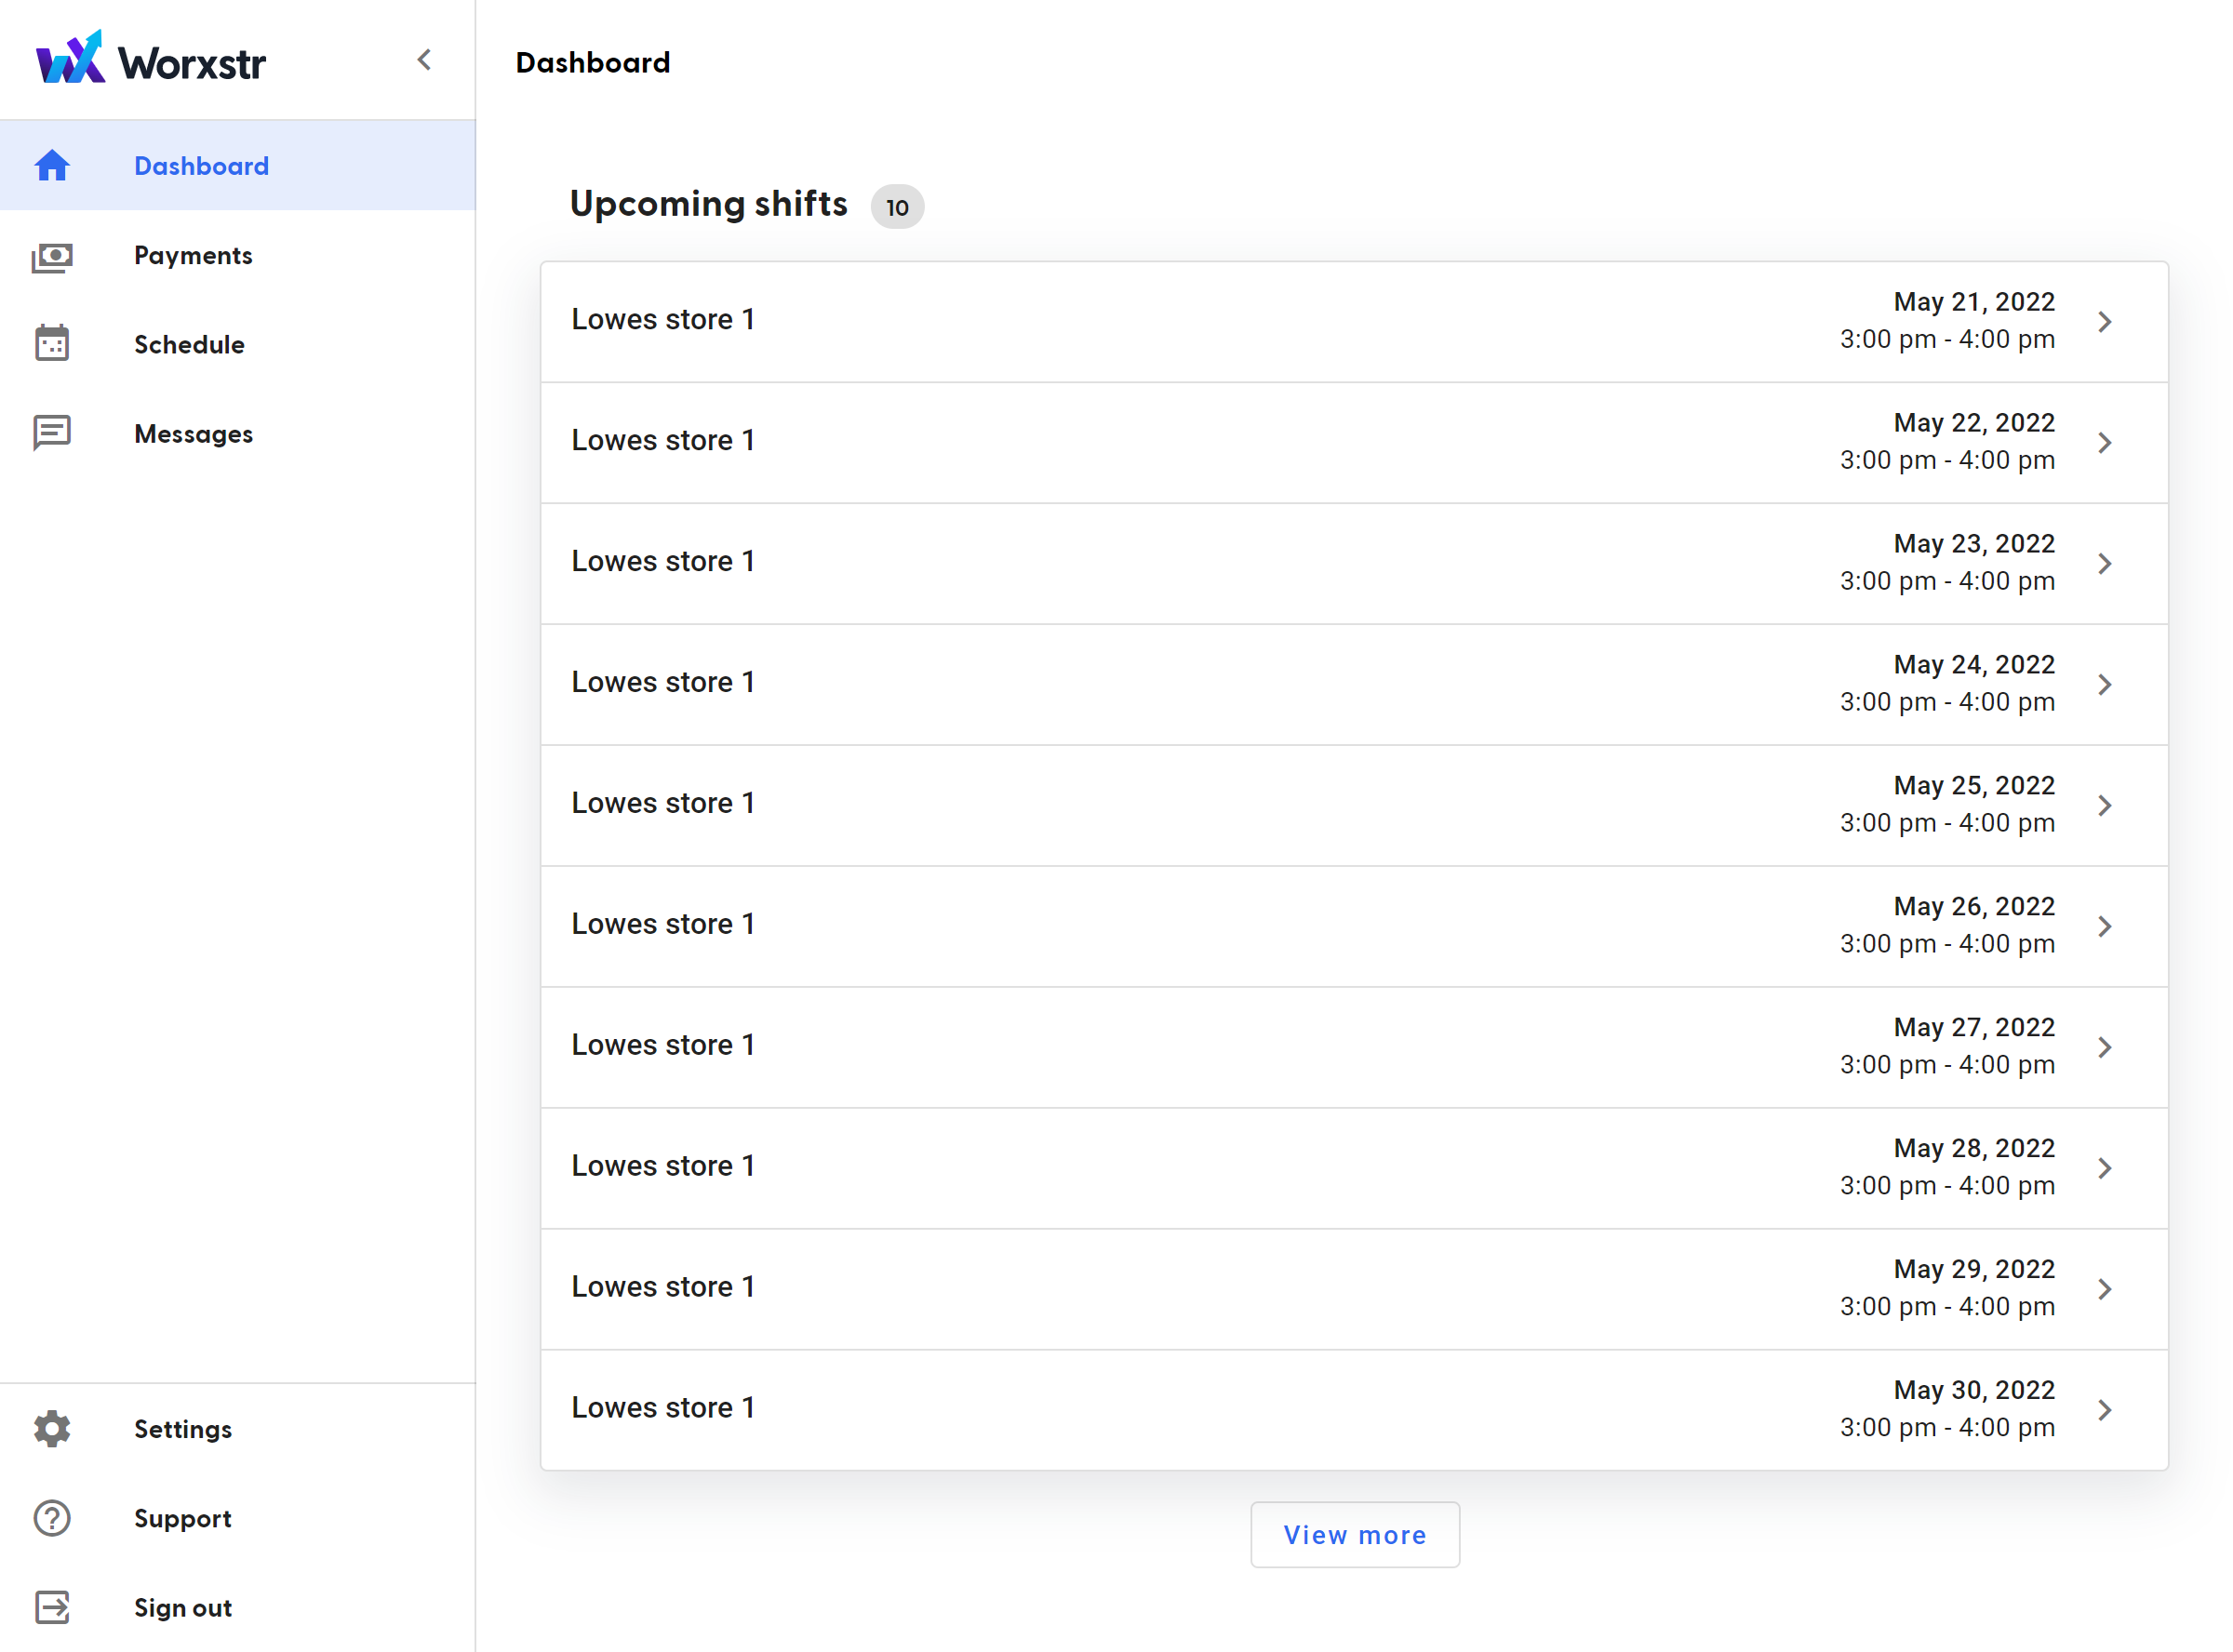 Worxstr
Dashboard
Payments
Schedule
Messages
Settings
Support
Sign out
Dashboard
Upcoming shifts 10
Lowes store 1
May 21, 2022
3:00 pm - 4:00 pm
Lowes store 1
May 22, 2022
3:00 pm - 4:00 pm
Lowes store 1
May 23, 2022
3:00 pm - 4:00 pm
Lowes store 1
May 24, 2022
3:00 pm - 4:00 pm
Lowes store 1
May 25, 2022
3:00 pm - 4:00 pm
Lowes store 1
May 26, 2022
3:00 pm - 4:00 pm
Lowes store 1
May 27, 2022
3:00 pm - 4:00 pm
Lowes store 1
May 28, 2022
3:00 pm - 4:00 pm
Lowes store 1
May 29, 2022
3:00 pm - 4:00 pm
Lowes store 1
May 30, 2022
3:00 pm - 4:00 pm
View more